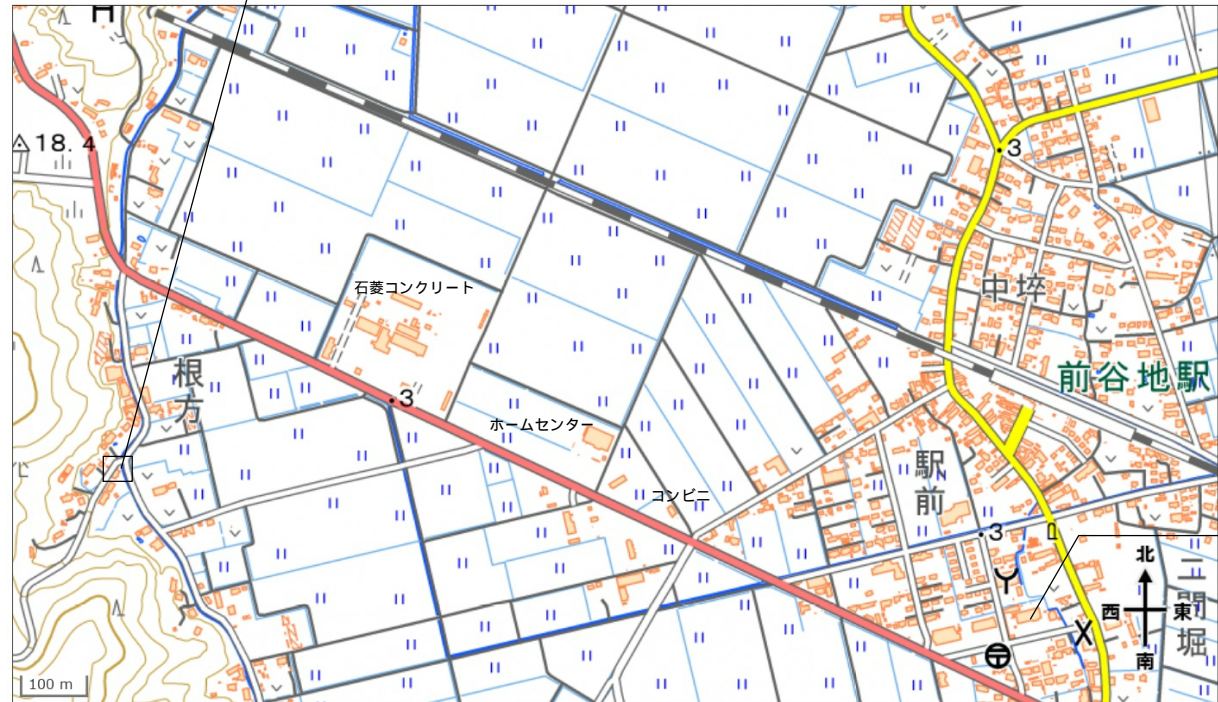 18.4
3
石菱コンクリート
中埣
前谷地駅
根方
3
ホームセンター
駅前
コンビニ
3
北
西
東
南
二間堀
100 m